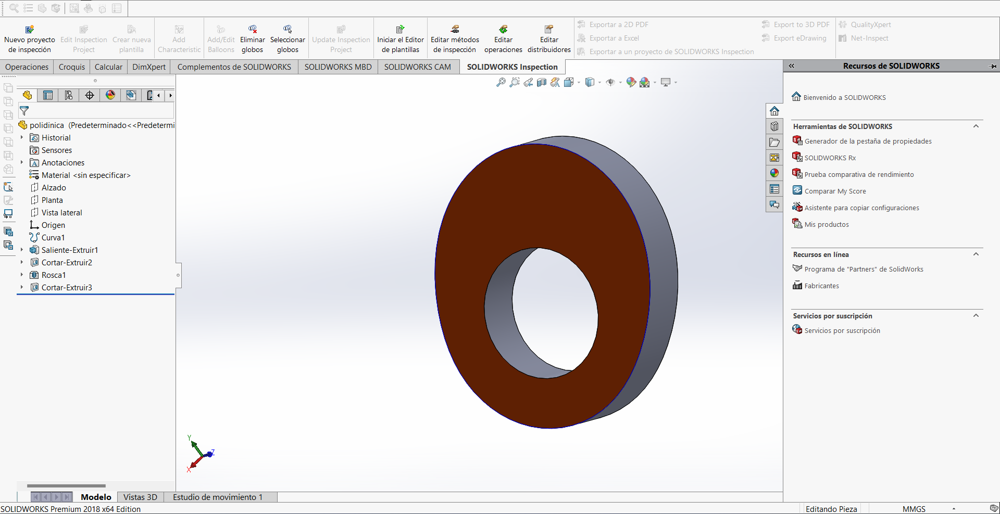 Nuevo proyecto
de inspección
Edit Inspection
Project
Crear nueva
plantilla
Add
Characteristic
Add/Edit
Balloons
Eliminar
globos
Seleccionar
globos
Update Inspection
Project
Iniciar el Editor
de plantillas
Editar métodos
de inspección
Editar
operaciones
Editar
distribuidores
Exportar a 2D PDF
Exportar a Excel
Exportar a un proyecto de SOLIDWORKS Inspection
Export to 3D PDF
Export eDrawing
QualityXpert
Net-Inspect
Operaciones
Croquis
Calcular
DimXpert
Complementos de SOLIDWORKS
SOLIDWORKS MBD
SOLIDWORKS CAM
SOLIDWORKS Inspection
polidinica (Predeterminado<<Predetermi
Historial
Sensores
Anotaciones
Material <sin especificar>
Alzado
Planta
Vista lateral
Origen
Curva1
Saliente-Extruir1
Cortar-Extruir2
Rosca1
Cortar-Extruir3
Y
Z
X
Recursos de SOLIDWORKS
Bienvenido a SOLIDWORKS
Herramientas de SOLIDWORKS
Generador de la pestaña de propiedades
SOLIDWORKS Rx
Prueba comparativa de rendimiento
Comparar My Score
Asistente para copiar configuraciones
Mis productos
Recursos en línea
Programa de "Partners" de SolidWorks
Fabricantes
Servicios por suscripción
Servicios por suscripción
Modelo
Vistas 3D
Estudio de movimiento 1
SOLIDWORKS Premium 2018 x64 Edition
Editando Pieza
MMGS